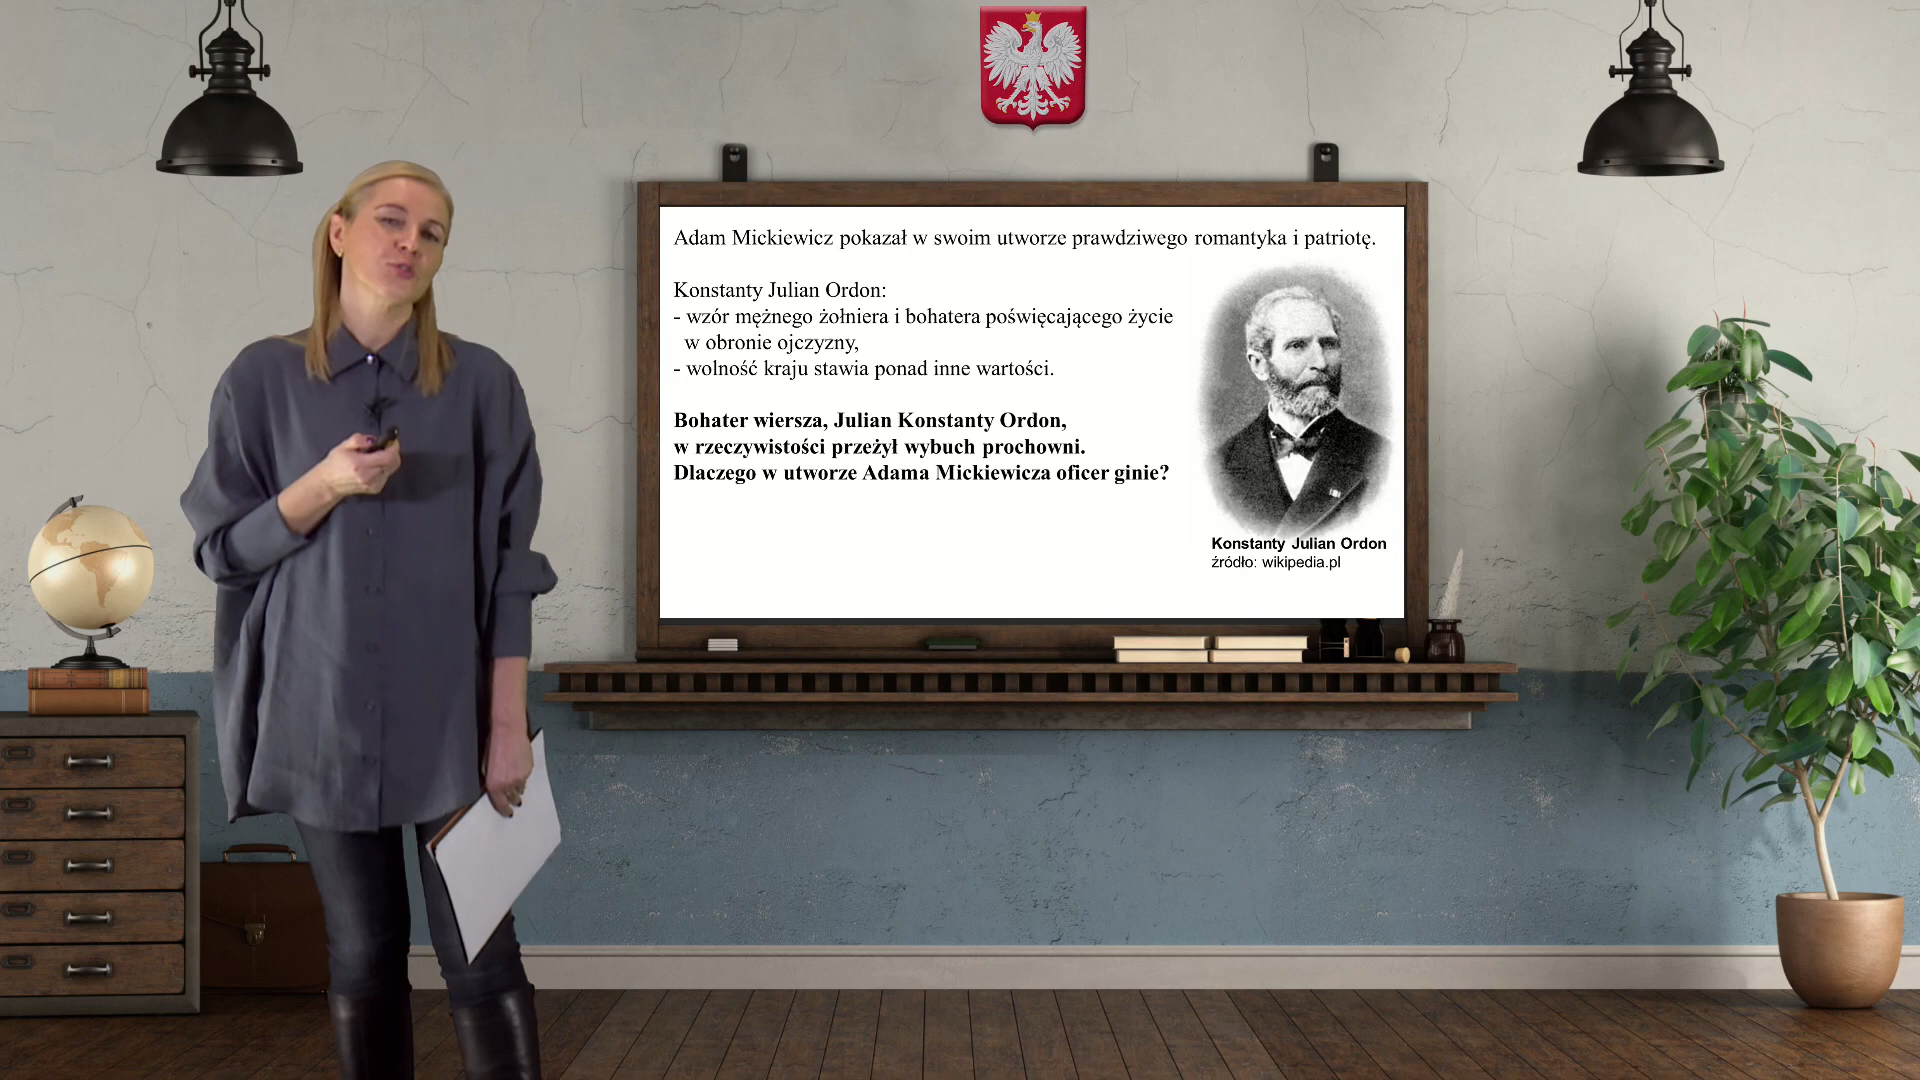 Adam Mickiewicz pokazał w swoim utworze prawdziwego romantyka i patriotę.
Konstanty Julian Ordon:
- wzór mężnego żołniera i bohatera poświęcającego życie
w obronie ojczyzny,
- wolność kraju stawia ponad inne wartości.
Bohater wiersza, Julian Konstanty Ordon,
w rzeczywistości przeżył wybuch prochowni.
Dlaczego w utworze Adama Mickiewicza oficer ginie?
Konstanty Julian Ordon
źródło: wikipedia.pl